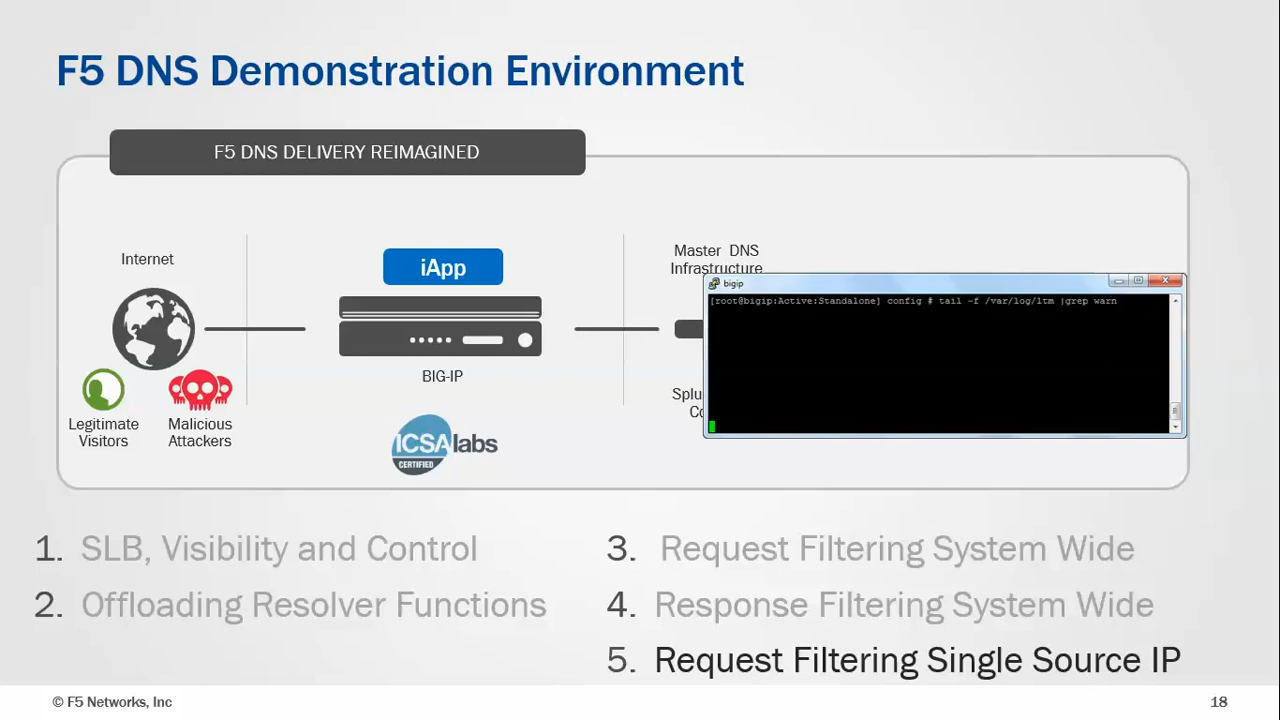 F5 DNS Demonstration Environment
F5 DNS DELIVERY REIMAGINED
Internet
Legitimate
Visitors
Malicious
Attackers
iApp
BIG-IP
ICSA labs
CERTIFIED
Master DNS
Infrastructure
Splu
Co
bigip
[root@bigip:Active:Standalone] config # tail -f /var/log/ltm |grep warn
1. SLB, Visibility and Control
2. Offloading Resolver Functions
3. Request Filtering System Wide
4. Response Filtering System Wide
5. Request Filtering Single Source IP
© F5 Networks, Inc
18